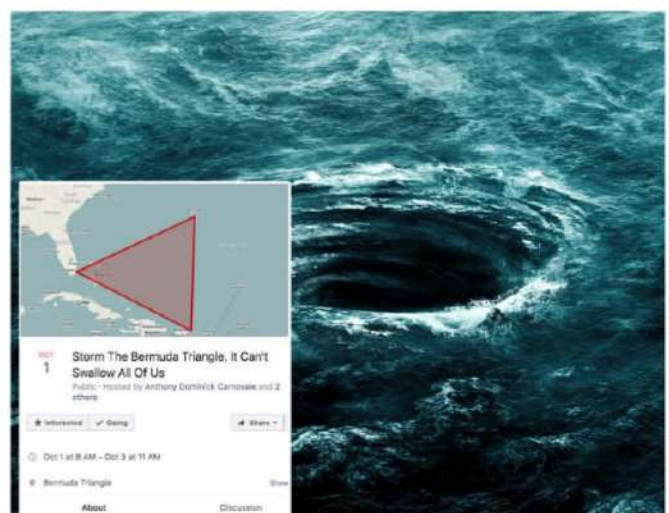 OCT
1
Storm The Bermuda Triangle, It Can't
Swallow All Of Us
Public · Hosted by Anthony Dominick Carnovale and 2
others
★ Interested ✓ Going Share
Oct 1 at 8 AM – Oct 3 at 11 AM
Bermuda Triangle Show
About Discussion